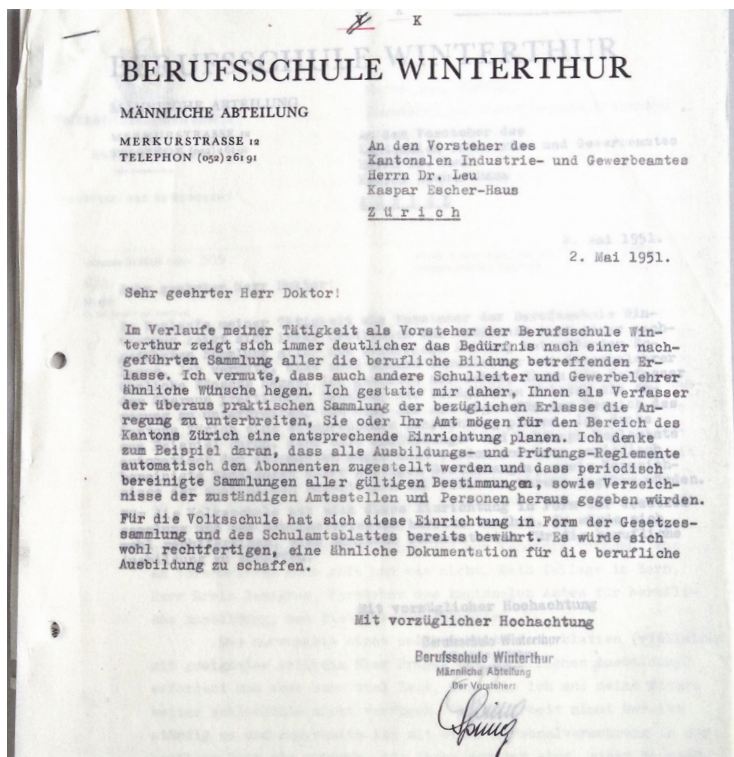 K
BERUFSSCHULE WINTERTHUR
MÄNNLICHE ABTEILUNG
MERKURSTRASSE 12
TELEPHON (052) 26191
An den Vorsteher des
Kantonalen Industrie- und Gewerbeamtes
Herrn Dr. Leu
Kaspar Escher-Haus
Zürich
2. Mai 1951.
Sehr geehrter Herr Doktor!
Im Verlaufe meiner Tätigkeit als Vorsteher der Berufsschule Win-
terthur zeigt sich immer deutlicher das Bedürfnis nach einer nach-
geführten Sammlung aller die berufliche Bildung betreffenden Er-
lasse. Ich vermute, dass auch andere Schulleiter und Gewerbelehrer
ähnliche Wünsche hegen. Ich gestatte mir daher, Ihnen als Verfasser
der überaus praktischen Sammlung der bezüglichen Erlasse die An-
regung zu unterbreiten, Sie oder Ihr Amt mögen für den Bereich des
Kantons Zürich eine entsprechende Einrichtung planen. Ich denke
zum Beispiel daran, dass alle Ausbildungs- und Prüfungs-Reglemente
automatisch den Abonnenten zugestellt werden und dass periodisch
bereinigte Sammlungen aller gültigen Bestimmungen, sowie Verzeich-
nisse der zuständigen Amtsstellen und Personen heraus gegeben würden.
Für die Volksschule hat sich diese Einrichtung in Form der Gesetzes-
sammlung und des Schulamtsblattes bereits bewährt. Es würde sich
wohl rechtfertigen, eine ähnliche Dokumentation für die berufliche
Ausbildung zu schaffen.
Mit vorzüglicher Hochachtung
Berufsschule Winterthur
Männliche Abteilung
Der Vorsteher: